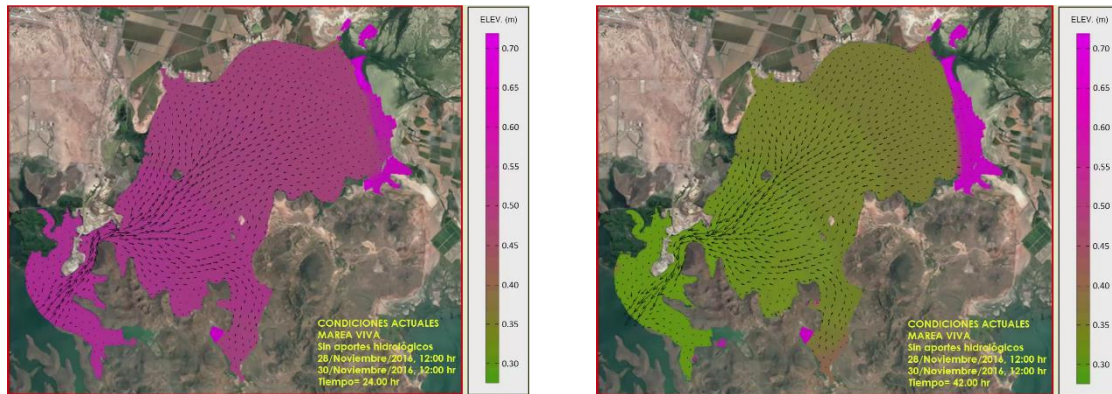 ELEV. (m)
0.70
0.65
0.60
0.55
0.50
0.45
0.40
0.35
0.30
CONDICIONES ACTUALES
MAREA VIVA
Sin aportes hidrológicos
28/Noviembre/2016, 12:00 hr
30/Noviembre/2016, 12:00 hr
Tiempo= 24.00 hr
ELEV. (m)
0.70
0.65
0.60
0.55
0.50
0.45
0.40
0.35
0.30
CONDICIONES ACTUALES
MAREA VIVA
Sin aportes hidrológicos
28/Noviembre/2016, 12:00 hr
30/Noviembre/2016, 12:00 hr
Tiempo= 42.00 hr